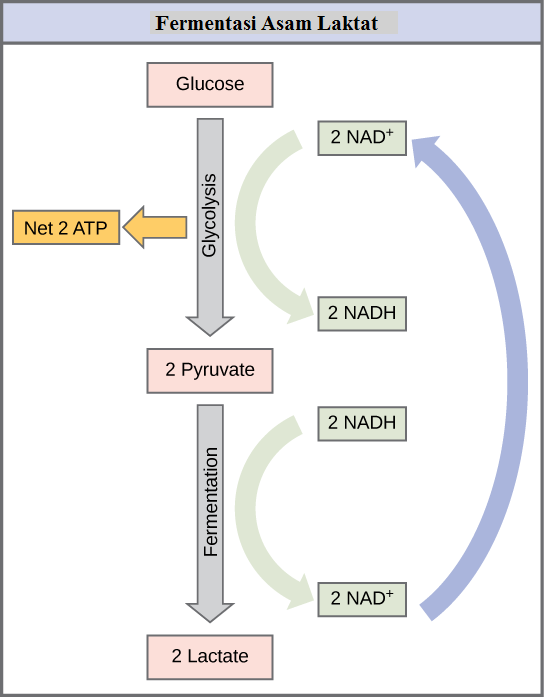 Fermentasi Asam Laktat
Glucose
2 NAD+
Glycolysis
Net 2 ATP
2 NADH
2 Pyruvate
2 NADH
Fermentation
2 NAD+
2 Lactate